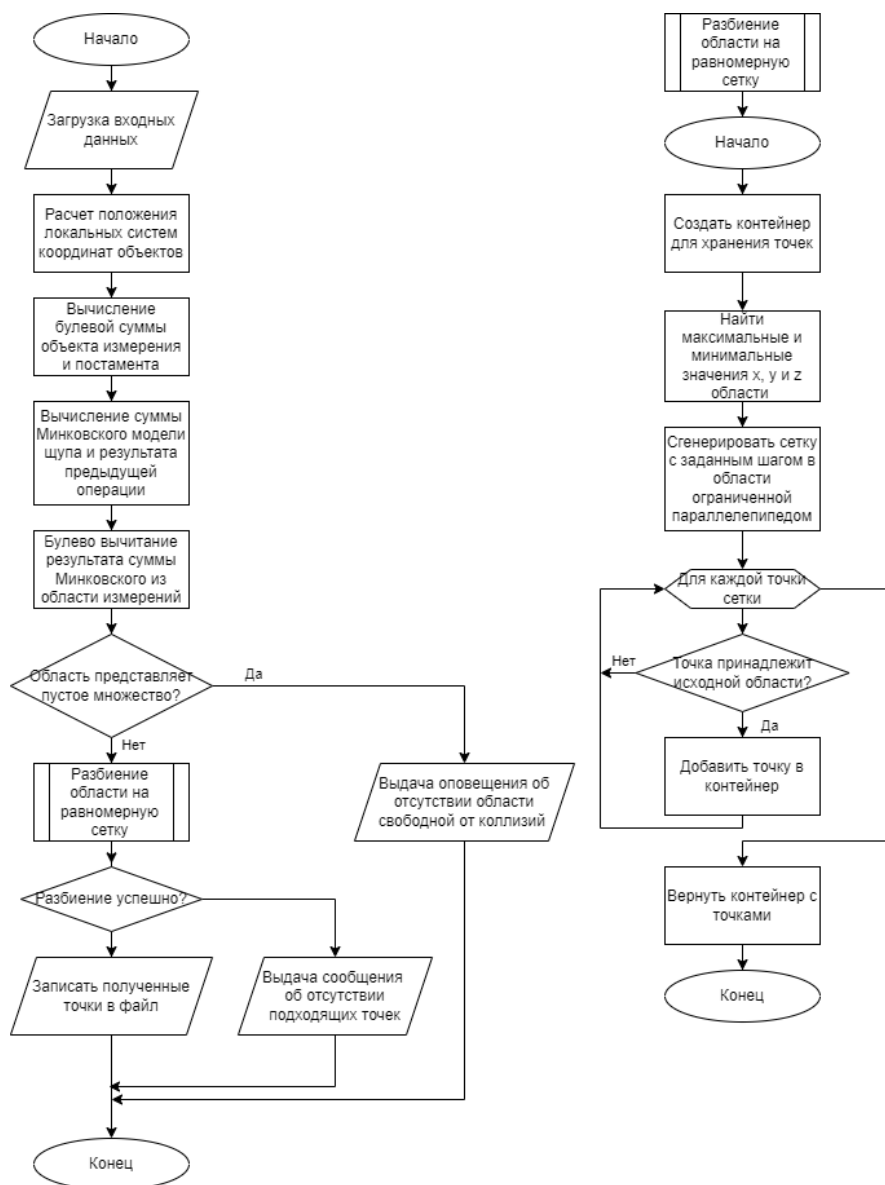 Начало
Загрузка входных
данных
Расчет положения
локальных систем
координат объектов
Вычисление
булевой суммы
объекта измерения
и постамента
Вычисление суммы
Минковского модели
щупа и результата
предыдущей
операции
Булево вычитание
результата суммы
Минковского из
области измерений
Область представляет
пустое множество?
Да
Нет
Разбиение
области на
равномерную
сетку
Выдача оповещения об
отсутствии области
свободной от коллизий
Разбиение успешно?
Записать полученные
точки в файл
Выдача сообщения
об отсутствии
подходящих точек
Конец
Разбиение
области на
равномерную
сетку
Начало
Создать контейнер
для хранения точек
Найти
максимальные и
минимальные
значения x, y и z
области
Сгенерировать сетку
с заданным шагом в
области
ограниченной
параллелепипедом
Для каждой точки
сетки
Нет
Точка принадлежит
исходной области?
Да
Добавить точку в
контейнер
Вернуть контейнер с
точками
Конец